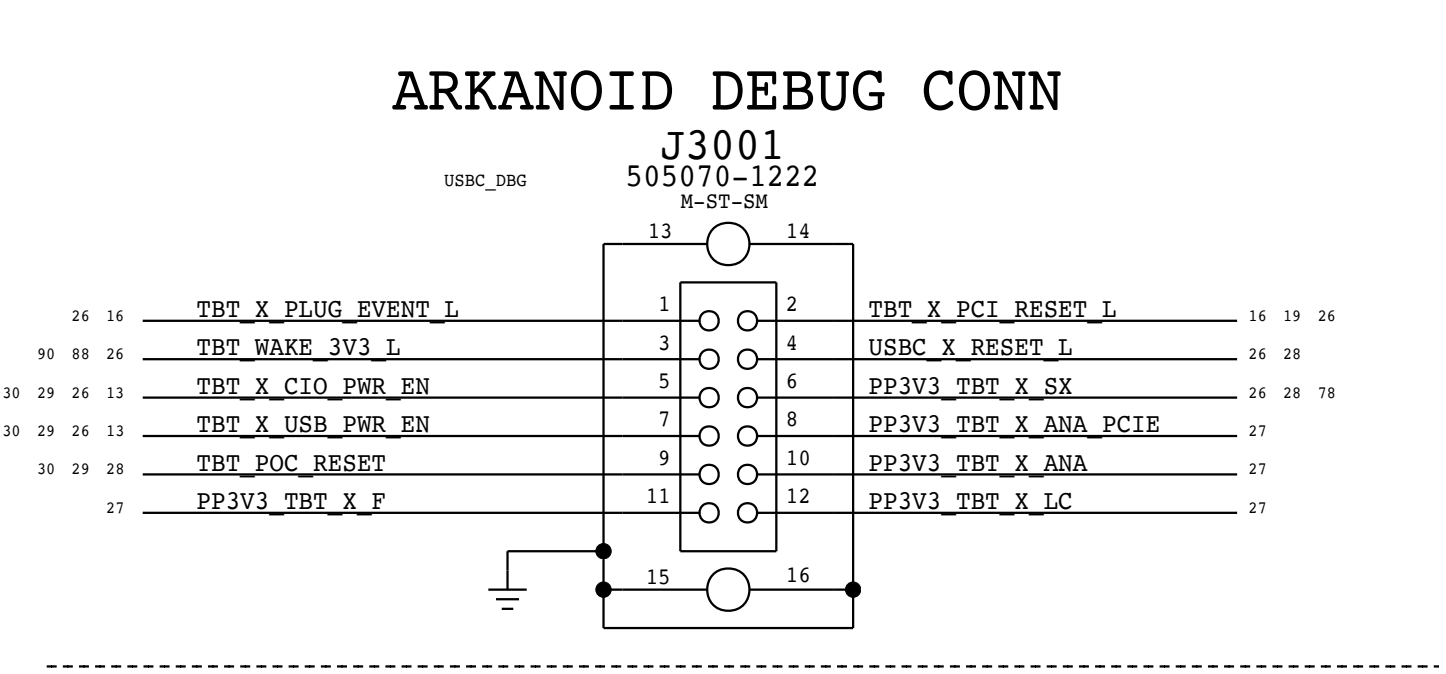 ARKANOID DEBUG CONN
J3001
USBC_DBG 505070-1222
M-ST-SM
13 14
26 16 TBT_X_PLUG_EVENT_L 1 2 TBT_X_PCI_RESET_L 16 19 26
90 88 26 TBT_WAKE_3V3_L 3 4 USBC_X_RESET_L 26 28
30 29 26 13 TBT_X_CIO_PWR_EN 5 6 PP3V3_TBT_X_SX 26 28 78
30 29 26 13 TBT_X_USB_PWR_EN 7 8 PP3V3_TBT_X_ANA_PCIE 27
30 29 28 TBT_POC_RESET 9 10 PP3V3_TBT_X_ANA 27
27 PP3V3_TBT_X_F 11 12 PP3V3_TBT_X_LC 27
15 16